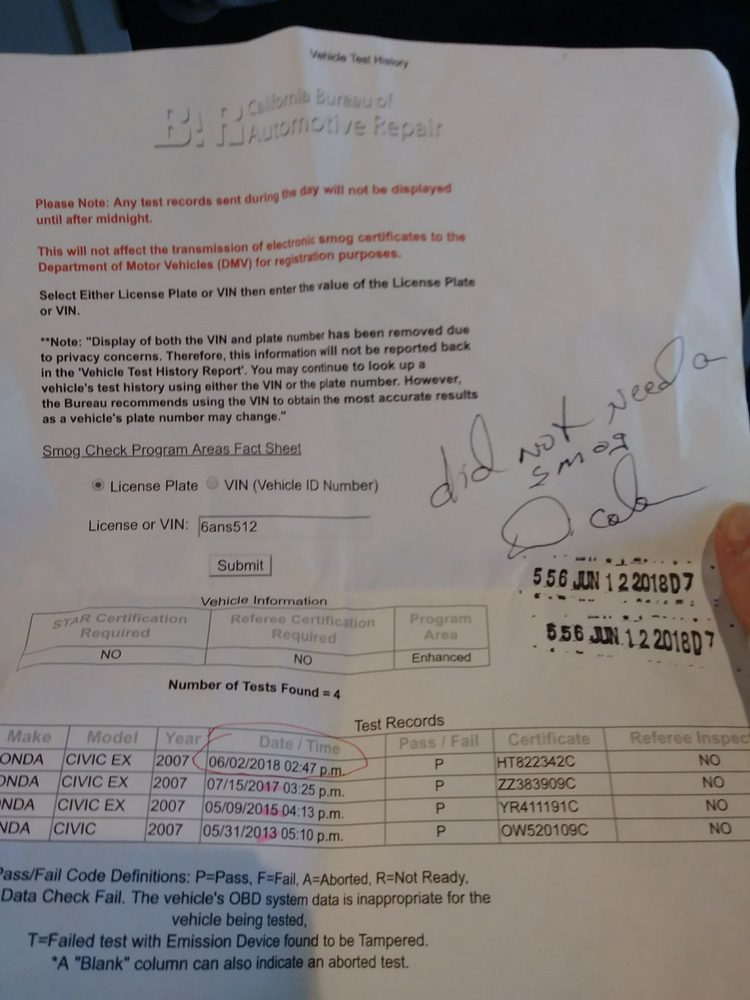 Vehicle Test History
B!R California Bureau of
Automotive Repair
Please Note: Any test records sent during the day will not be displayed
until after midnight.
This will not affect the transmission of electronic smog certificates to the
Department of Motor Vehicles (DMV) for registration purposes.
Select Either License Plate or VIN then enter the value of the License Plate
or VIN.
**Note: "Display of both the VIN and plate number has been removed due
to privacy concerns. Therefore, this information will not be reported back
in the 'Vehicle Test History Report'. You may continue to look up a
vehicle's test history using either the VIN or the plate number. However,
the Bureau recommends using the VIN to obtain the most accurate results
as a vehicle's plate number may change."
did not need a
smog
Smog Check Program Areas Fact Sheet
License Plate VIN (Vehicle ID Number)
License or VIN: 6ans512
Submit
556 JUN 12 2018D7
556 JUN 12 2018D7
Vehicle Information
STAR Certification Required Referee Certification Required Program Area
NO NO Enhanced
Number of Tests Found = 4
Test Records
Make Model Year Date / Time Pass / Fail Certificate Referee Inspec
ONDA CIVIC EX 2007 06/02/2018 02:47 p.m. P HT822342C NO
ONDA CIVIC EX 2007 07/15/2017 03:25 p.m. P ZZ383909C NO
NDA CIVIC EX 2007 05/09/2015 04:13 p.m. P YR411191C NO
NDA CIVIC 2007 05/31/2013 05:10 p.m. P OW520109C NO
Pass/Fail Code Definitions: P=Pass, F=Fail, A=Aborted, R=Not Ready,
Data Check Fail. The vehicle's OBD system data is inappropriate for the
vehicle being tested,
T=Failed test with Emission Device found to be Tampered.
*A "Blank" column can also indicate an aborted test.